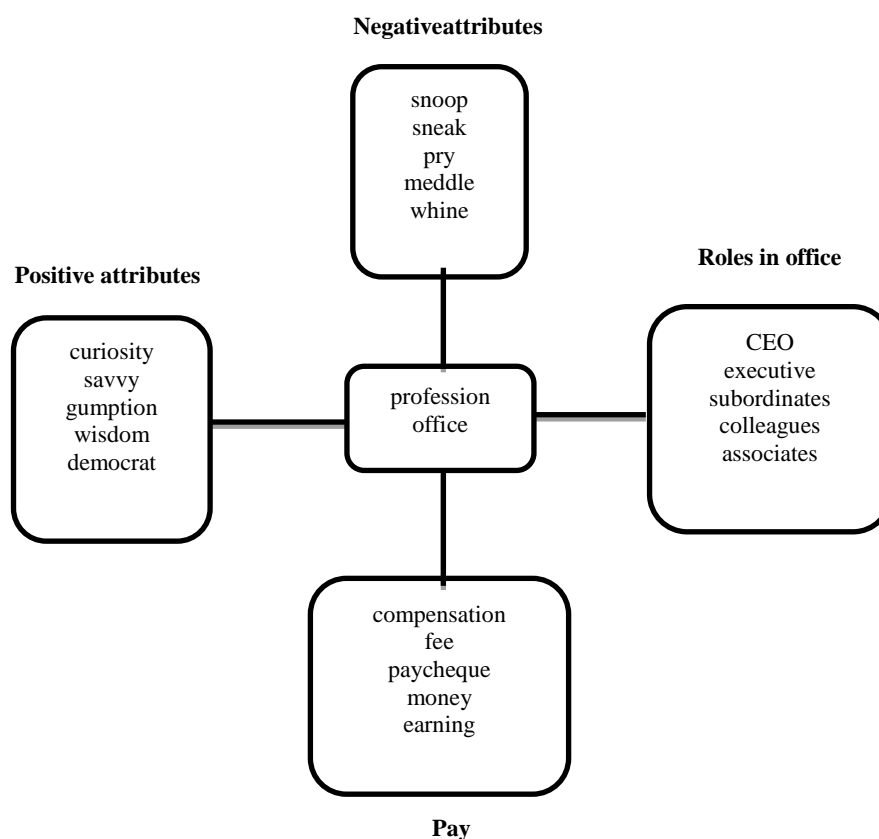 Negativeattributes
snoop
sneak
pry
meddle
whine
Positive attributes
curiosity
savvy
gumption
wisdom
democrat
profession
office
Roles in office
CEO
executive
subordinates
colleagues
associates
compensation
fee
paycheque
money
earning
Pay